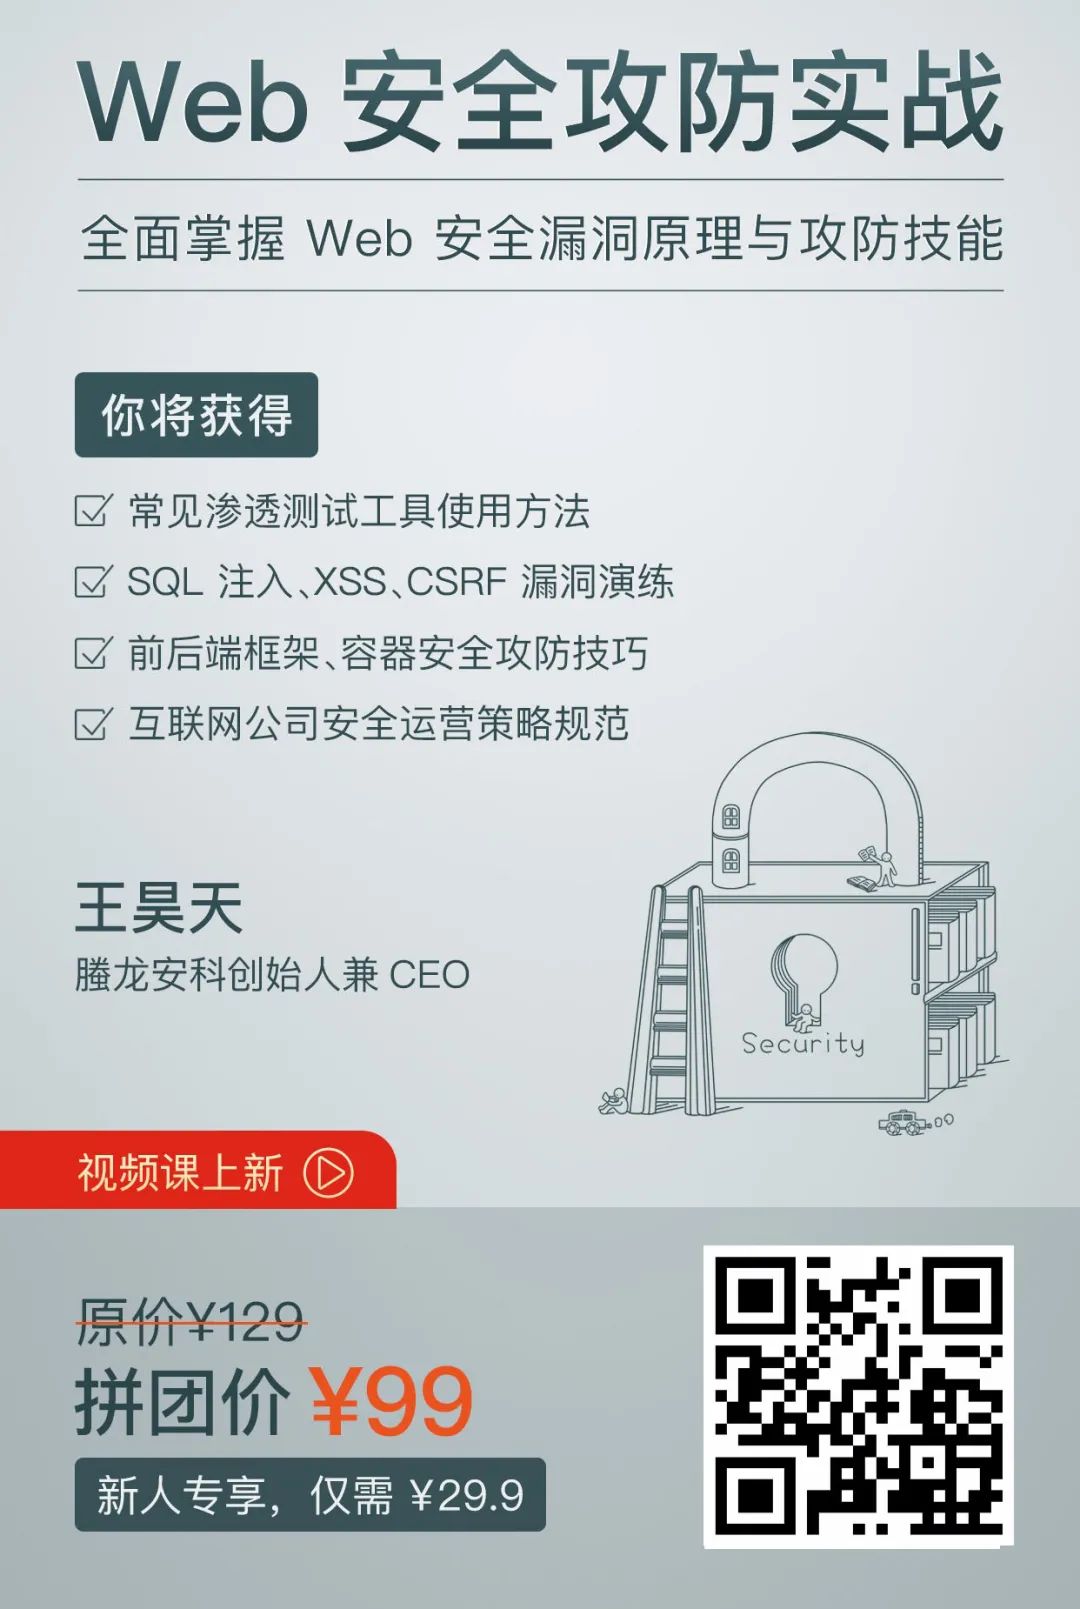 Web 安全攻防实战
全面掌握 Web 安全漏洞原理与攻防技能
你将获得
常见渗透测试工具使用方法
SQL 注入、XSS、CSRF 漏洞演练
前后端框架、容器安全攻防技巧
互联网公司安全运营策略规范
王昊天
塍龙安科创始人兼 CEO
Security
视频课上新
原价¥129
拼团价 ¥99
新人专享，仅需 ¥29.9